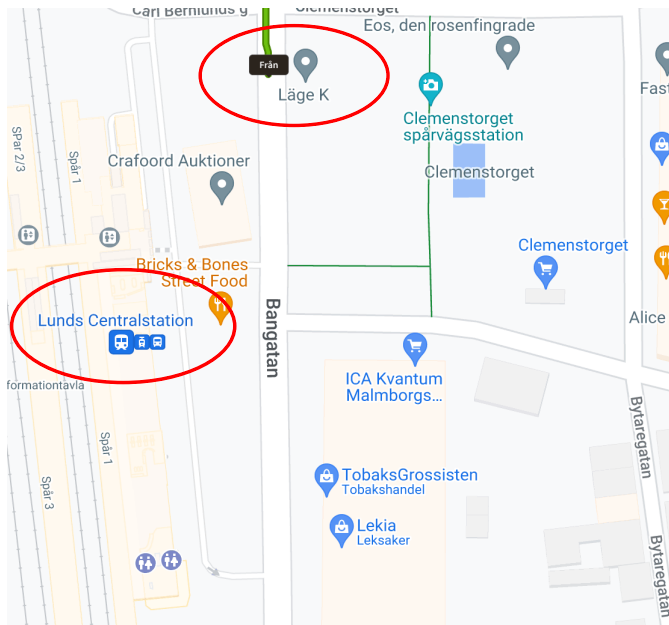 Carl Bernlunds g
Clemenstorget
Eos, den rosenfingrade
Från
Läge K
Fast
Clemenstorget
spårvägsstation
SPar 2/3
Spår 1
Crafoord Auktioner
Clemenstorget
Clemenstorget
Bricks & Bones
Street Food
Lunds Centralstation
Bangatan
Alice
formationtavla
ICA Kvantum
Malmborgs...
Bytaregatan
Spår 1
Spår 3
TobaksGrossisten
Tobakshandel
Lekia
Leksaker
Bytaregatan